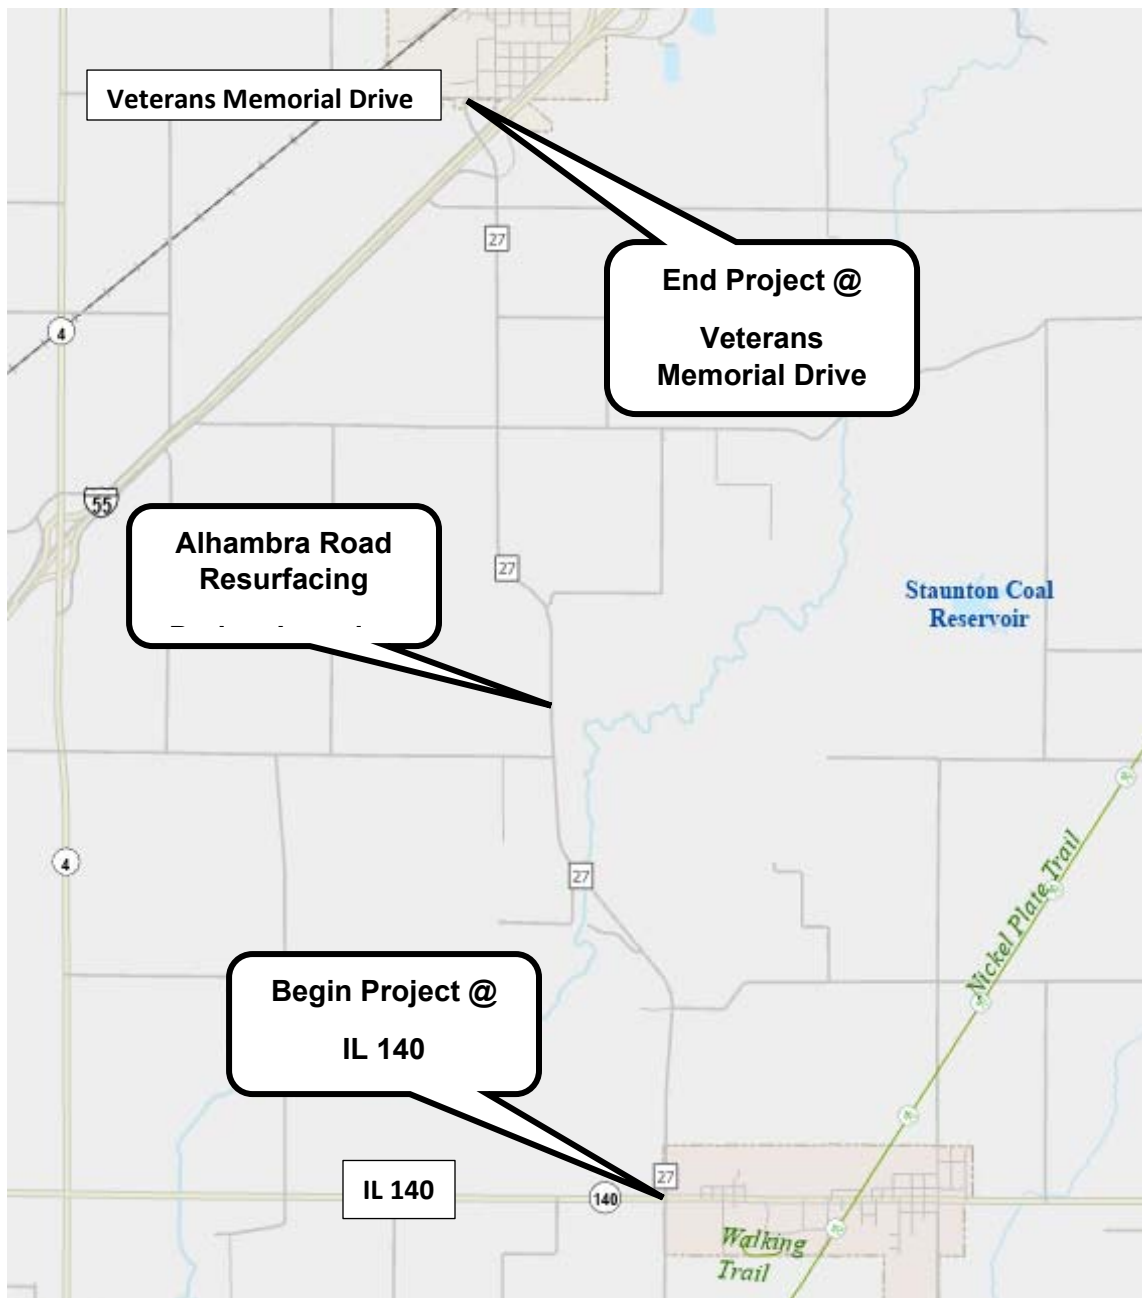 Veterans Memorial Drive
27
End Project @
Veterans
Memorial Drive
4
55
Alhambra Road
Resurfacing
27
Staunton Coal
Reservoir
4
27
Nickel Plate Trail
Begin Project @
IL 140
27
IL 140
140
Walking
Trail